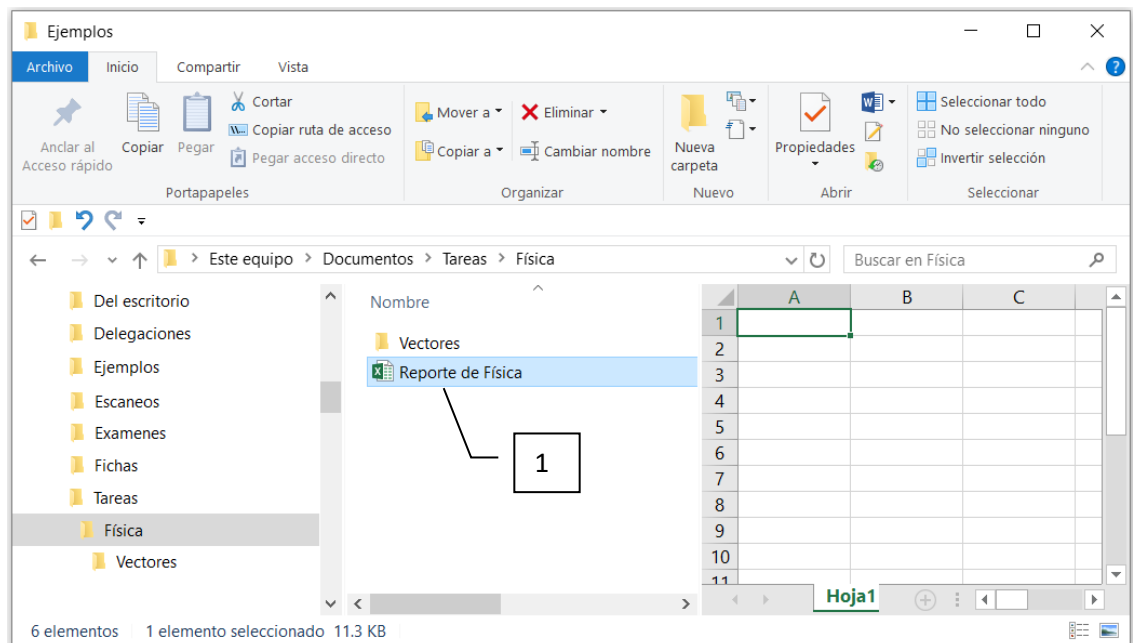 Ejemplos
Archivo Inicio Compartir Vista
Anclar al Acceso rápido
Copiar
Pegar
Cortar
Copiar ruta de acceso
Pegar acceso directo
Portapapeles
Mover a
Copiar a
Eliminar
Cambiar nombre
Organizar
Nueva carpeta
Nuevo
Propiedades
Abrir
Seleccionar todo
No seleccionar ninguno
Invertir selección
Seleccionar
> Este equipo > Documentos > Tareas > Física
Buscar en Física
Del escritorio
Delegaciones
Ejemplos
Escaneos
Examenes
Fichas
Tareas
Física
Vectores
Nombre
Vectores
Reporte de Física
1
A B C
1
2
3
4
5
6
7
8
9
10
11
Hoja1
6 elementos 1 elemento seleccionado 11.3 KB